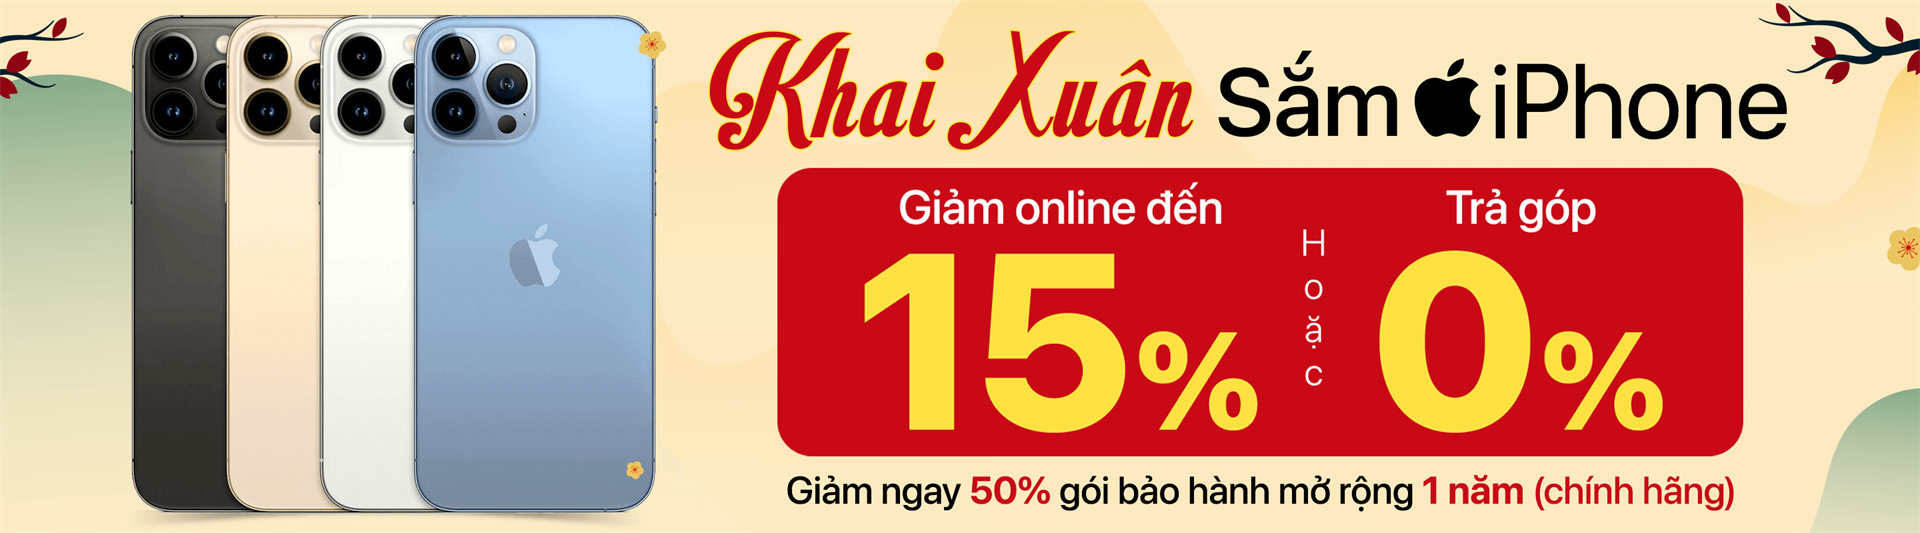 Khai Xuân Sắm iPhone
Giảm online đến
15%
Hoặc
Trả góp
0%
Giảm ngay 50% gói bảo hành mở rộng 1 năm (chính hãng)